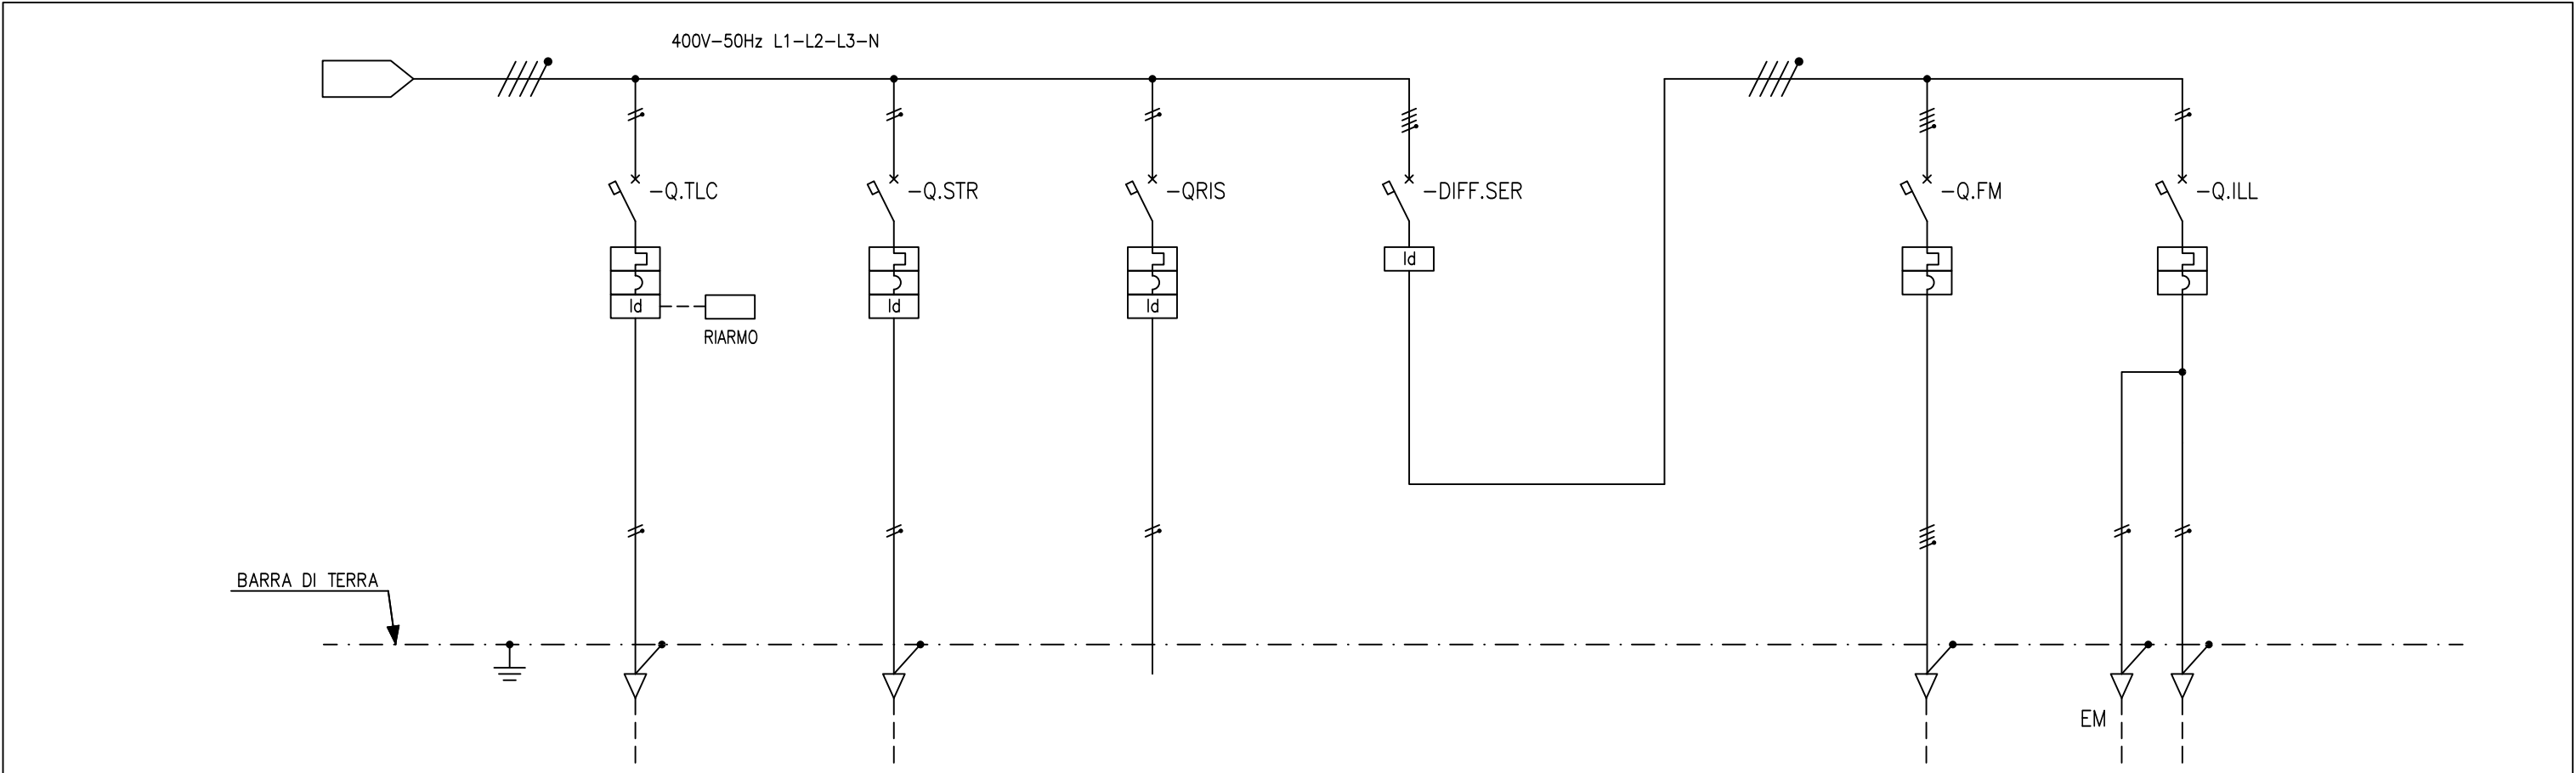 400V-50Hz L1-L2-L3-N
-Q.TLC
-Q.STR
-QRIS
-DIFF.SER
-Q.FM
-Q.ILL
Id
Id
Id
Id
RIARMO
BARRA DI TERRA
EM